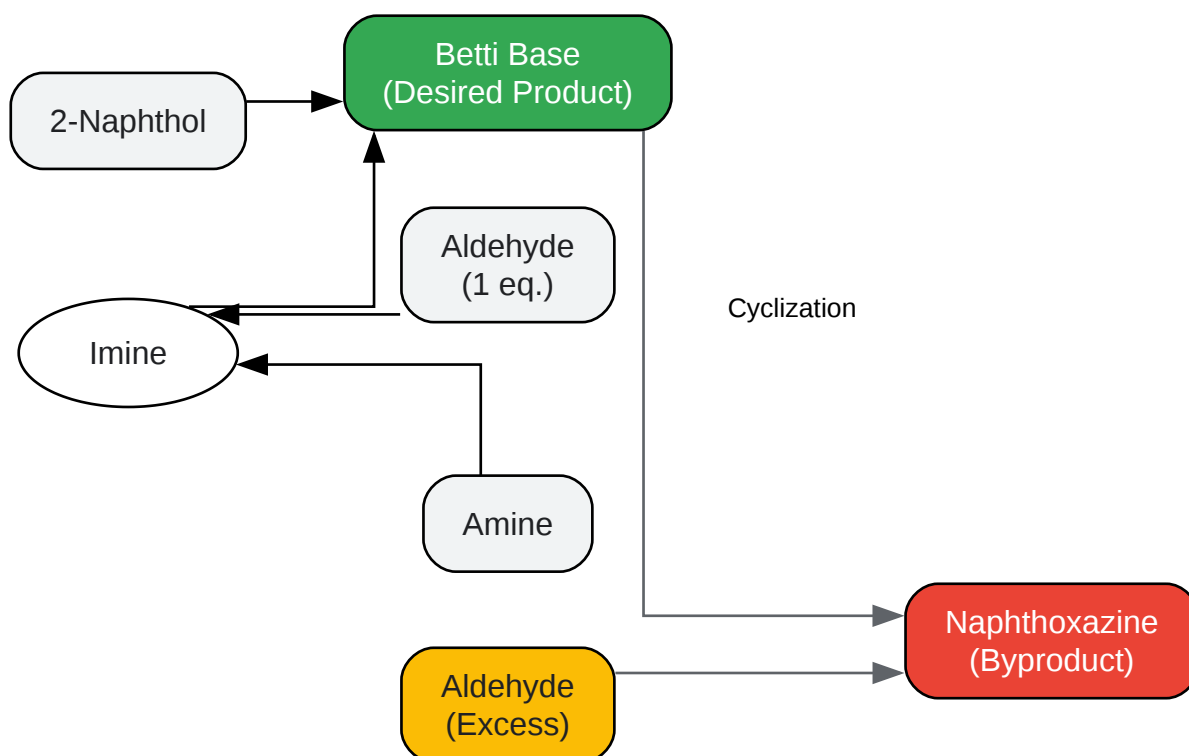 Betti Base
(Desired Product)
2-Naphthol
Aldehyde
(1 eq.)
Cyclization
Imine
Amine
Naphthoxazine
(Byproduct)
Aldehyde
(Excess)